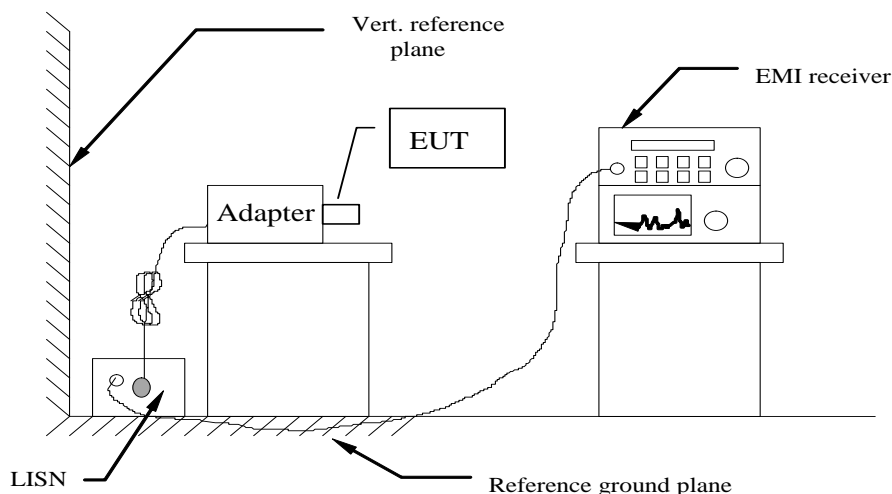 Vert. reference
plane
EMI receiver
EUT
Adapter
LISN
Reference ground plane